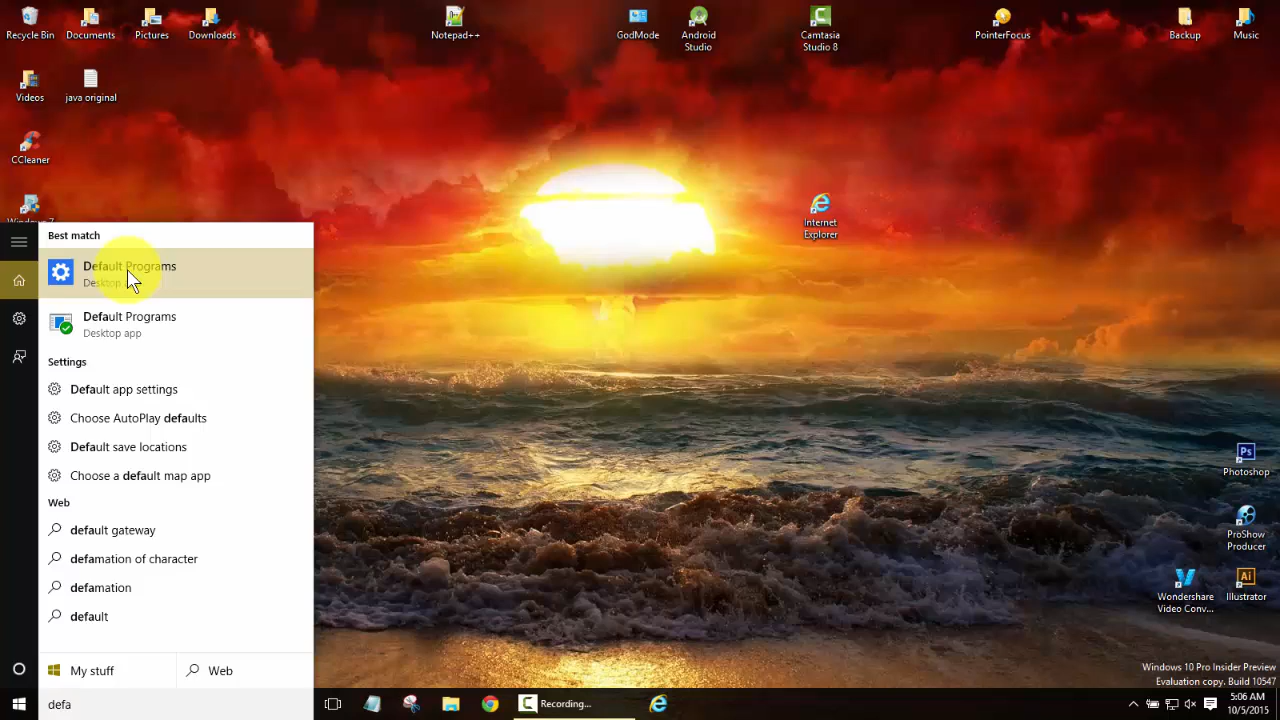 Recycle Bin
Documents
Pictures
Downloads
Notepad++
GodMode
Android
Studio
Camtasia
Studio 8
PointerFocus
Backup
Music
Videos
java original
CCleaner
Internet
Explorer
Best match
Default Programs
Desktop
Default Programs
Desktop app
Settings
Default app settings
Choose AutoPlay defaults
Default save locations
Choose a default map app
Web
default gateway
defamation of character
defamation
default
My stuff
Web
defa
Ps
Photoshop
ProShow
Producer
Wondershare
Video Conv...
Ai
Illustrator
Windows 10 Pro Insider Preview
Evaluation copy. Build 10547
Recording...
5:06 AM
10/5/2015